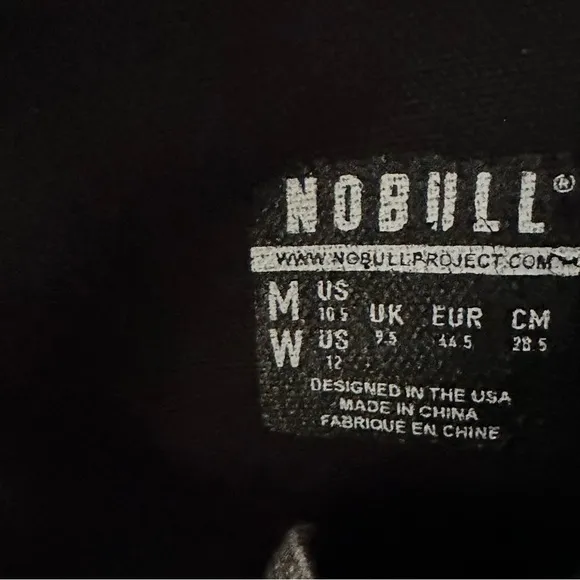 NOBULL®
WWW.NOBULLPROJECT.COM
M US 10.5 UK 9.5 EUR 44.5 CM 28.5
W US 12
DESIGNED IN THE USA
MADE IN CHINA
FABRIQUE EN CHINE